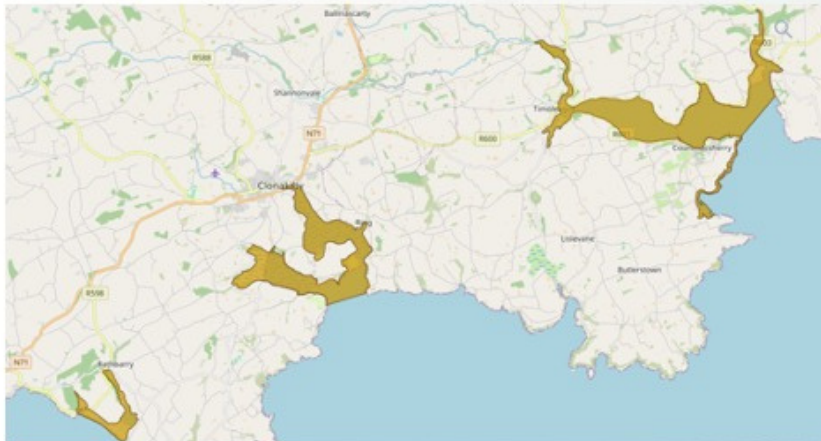 Ballinascarty
R588
Shannonvale
N71
Timoleague
R600
Courtmacsherry
Clonakilty
Ring
Lislevane
Butlerstown
R598
N71
Rathbarry